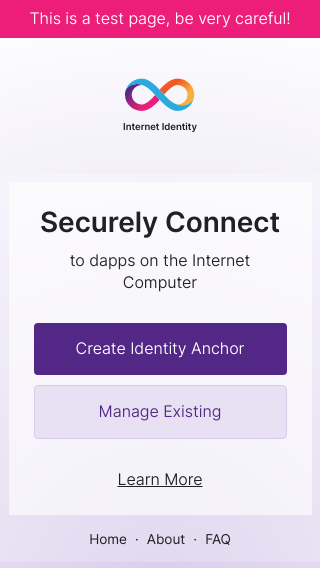 This is a test page, be very careful!
Internet Identity
Securely Connect
to dapps on the Internet
Computer
Create Identity Anchor
Manage Existing
Learn More
Home · About · FAQ